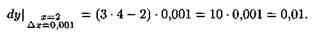 dy|ₓ₌₂, Δx=0,001 = (3 · 4 − 2) · 0,001 = 10 · 0,001 = 0,01.